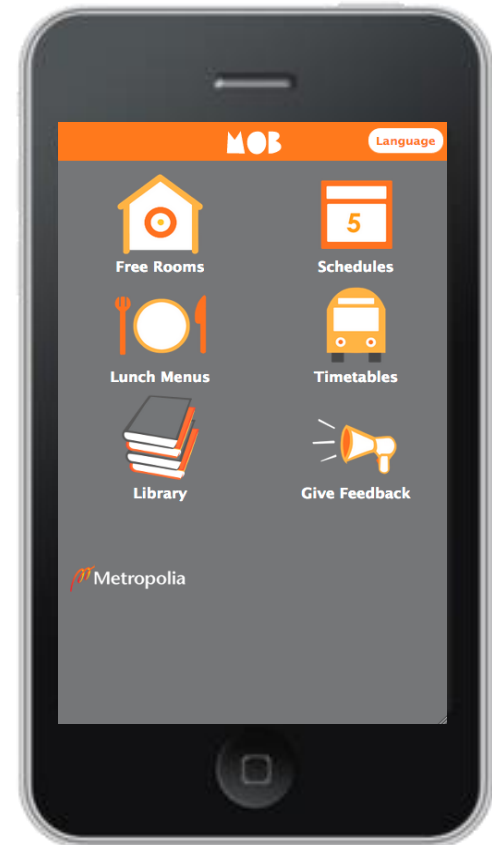 MOB
Language
5
Free Rooms
Schedules
Lunch Menus
Timetables
Library
Give Feedback
Metropolia